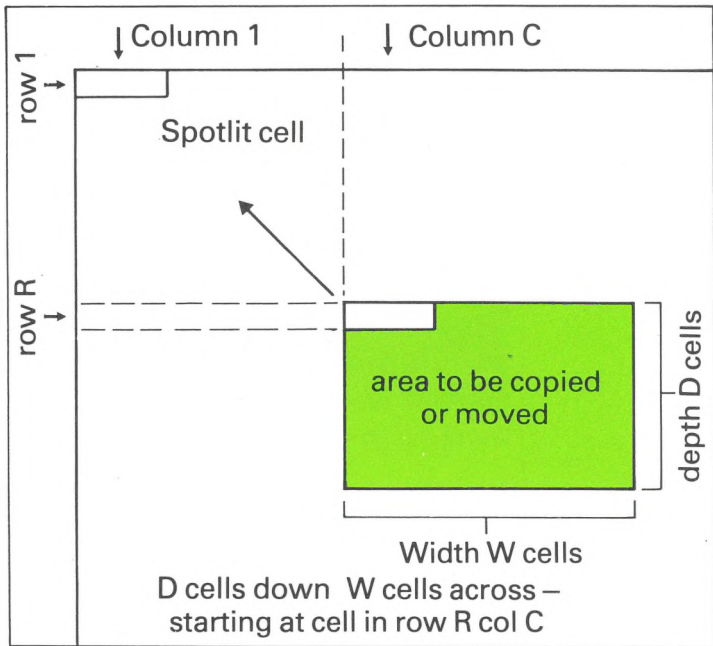 Column 1
Column C
row 1
Spotlit cell
row R
area to be copied
or moved
depth D cells
Width W cells
D cells down W cells across –
starting at cell in row R col C